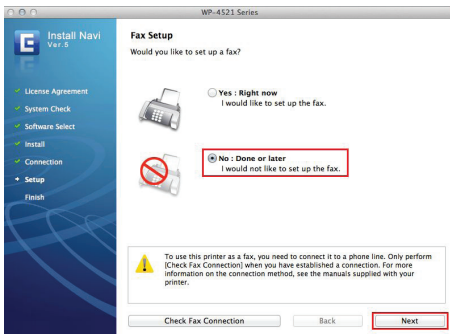 WP-4521 Series
E
Install Navi
Ver.5
License Agreement
System Check
Software Select
Install
Connection
Setup
Finish
Fax Setup
Would you like to set up a fax?
Yes : Right now
I would like to set up the fax.
No : Done or later
I would not like to set up the fax.
To use this printer as a fax, you need to connect it to a phone line. Only perform
[Check Fax Connection] when you have established a connection. For more
information on the connection method, see the manuals supplied with your
printer.
Check Fax Connection
Back
Next